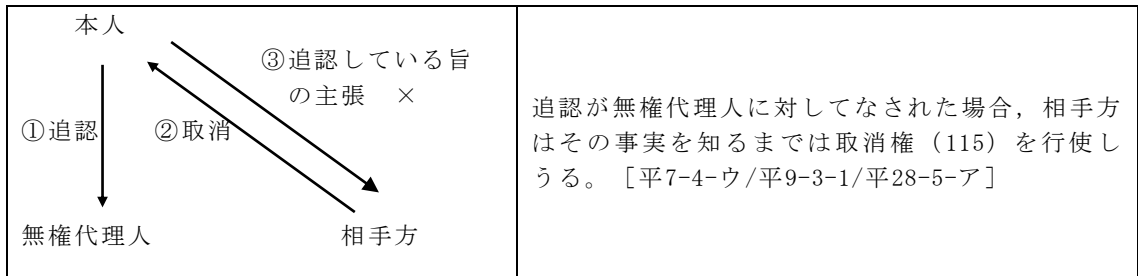 本人
③追認している旨
の主張 ×
①追認
②取消
無権代理人
相手方
追認が無権代理人に対してなされた場合，相手方
はその事実を知るまでは取消権（115）を行使し
うる。［平7-4-ウ/平9-3-1/平28-5-ア］